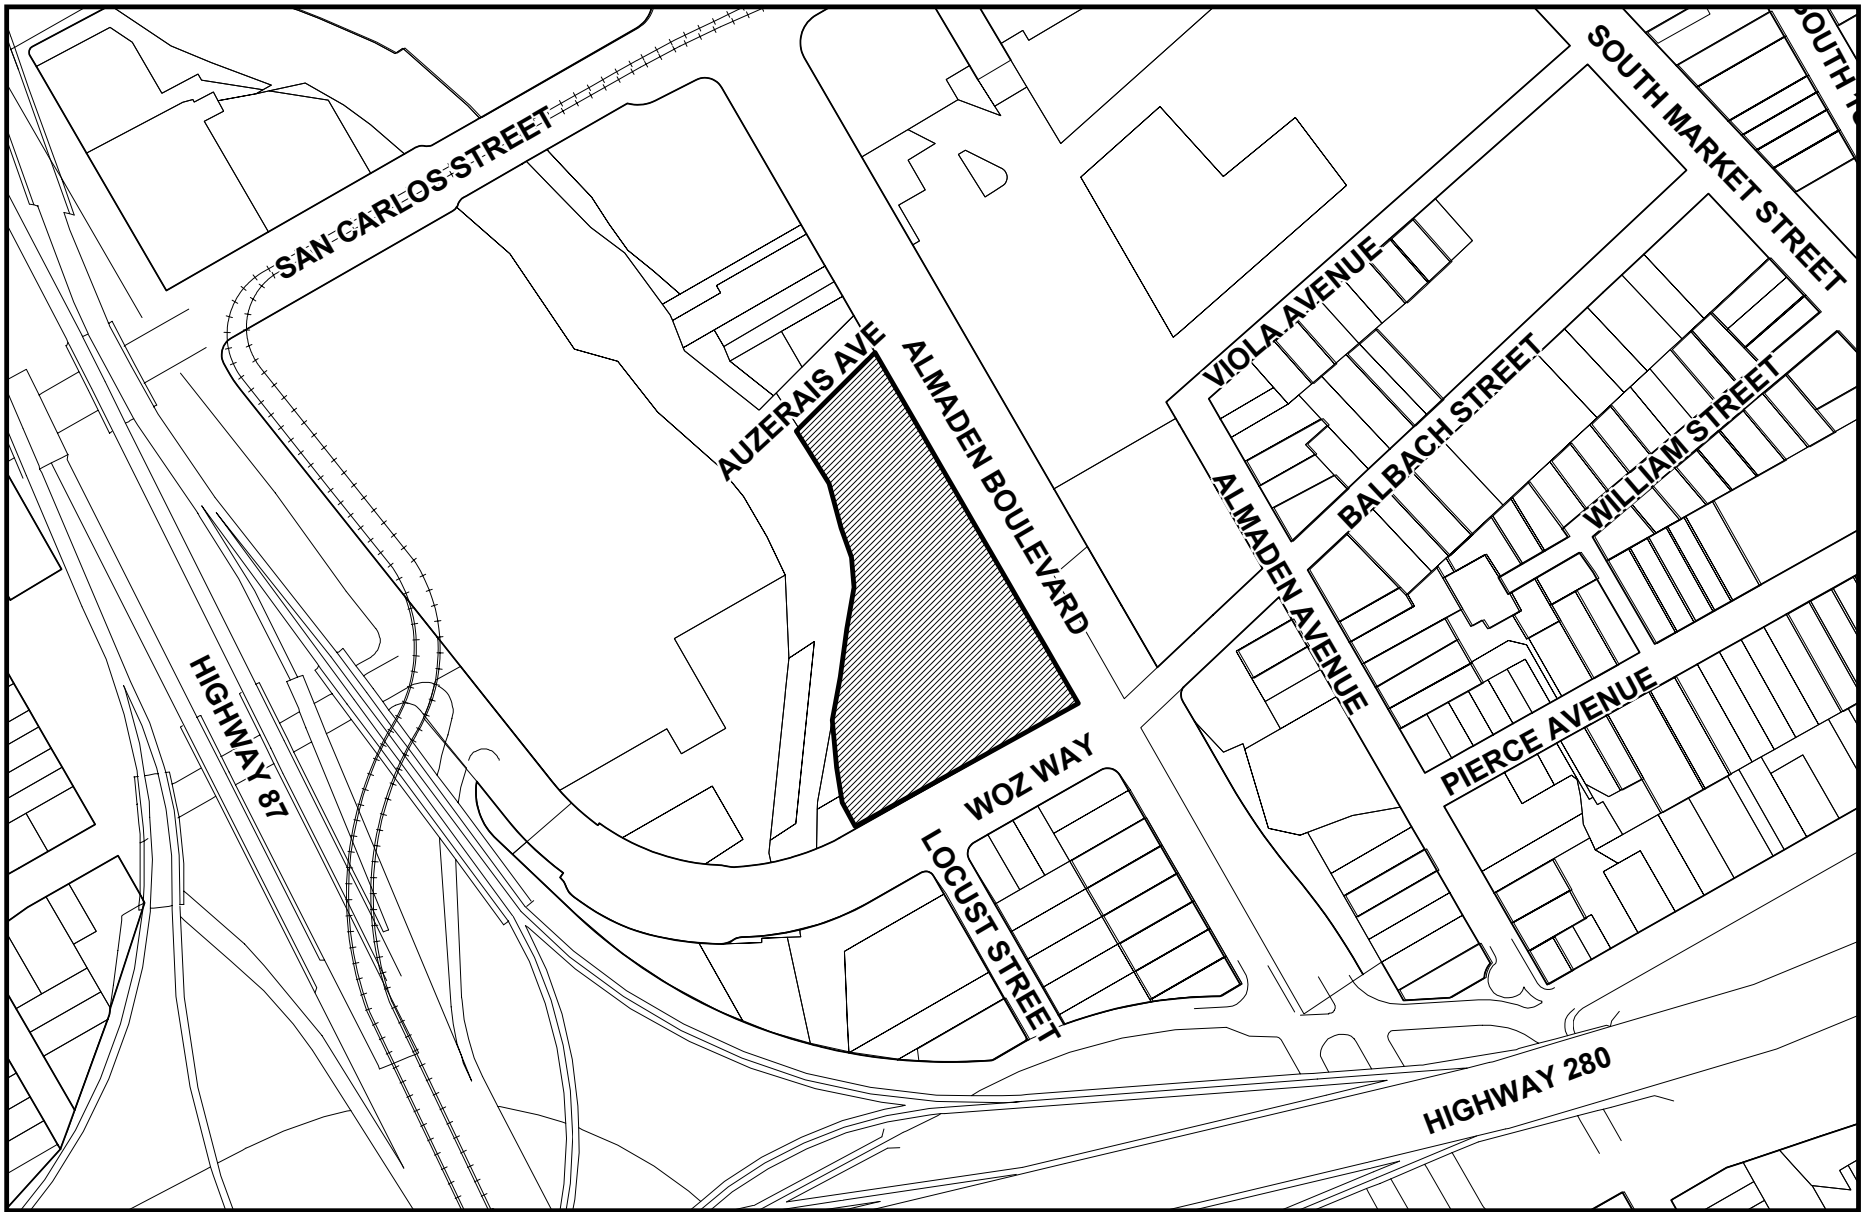 SOUTH MARKET STREET
SOUTH
SAN CARLOS STREET
VIOLA AVENUE
AUZERAIS AVE
ALMADEN BOULEVARD
BALBACH STREET
WILLIAM STREET
ALMADEN AVENUE
HIGHWAY 87
PIERCE AVENUE
WOZ WAY
LOCUST STREET
HIGHWAY 280